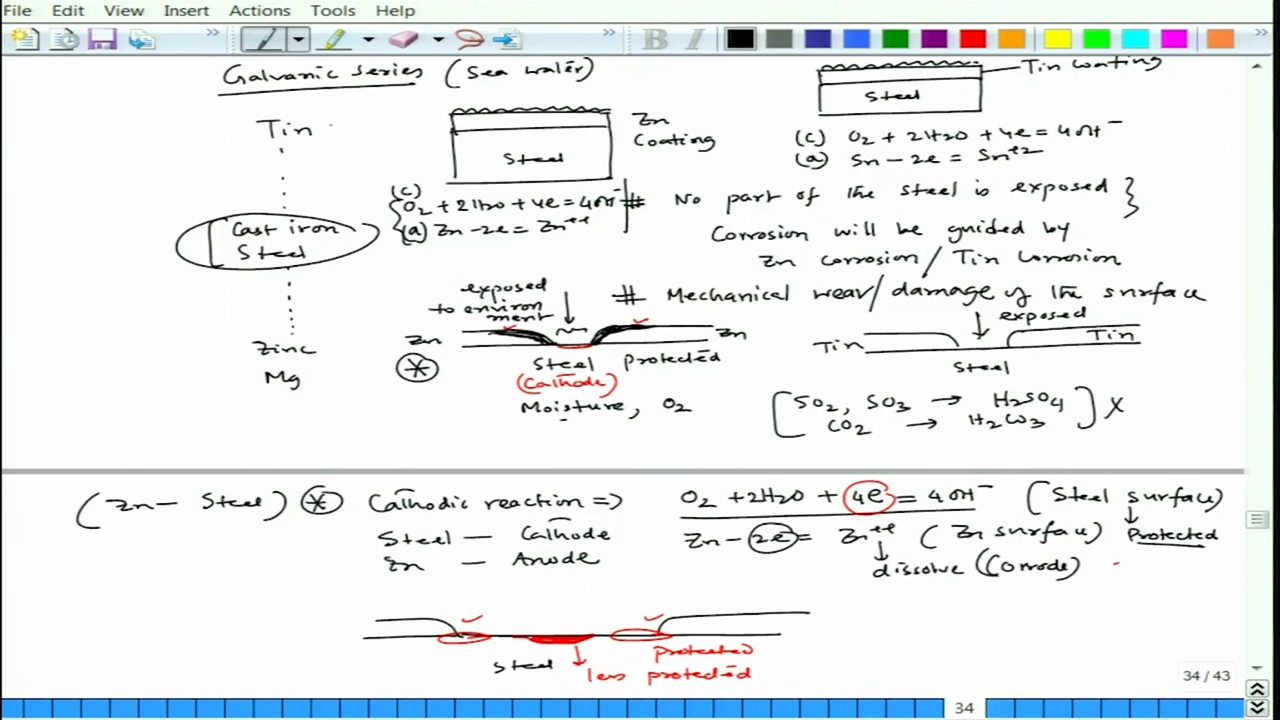 File Edit View Insert Actions Tools Help
B I
Galvanic series (Sea water)
Tin
Cast iron
Steel
Zinc
Mg
Steel
Zn
Coating
(c)
O2 + 2H2O + 4e = 4OH-
(a) Zn - 2e = Zn++
Steel
Tin coating
(c) O2 + 2H2O + 4e = 4OH-
(a) Sn - 2e = Sn+2
# No part of the steel is exposed }
Corrosion will be guided by
Zn corrosion / Tin Corrosion
# Mechanical wear/damage of the surface
exposed
to environ
ment
Zn
Zn
Steel protected
(Cathode)
Moisture, O2
exposed
Tin
Tin
Steel
[SO2, SO3 → H2SO4
CO2 → H2CO3] X
(Zn - Steel) * Cathodic reaction => O2 + 2H2O + 4e = 4OH- (Steel surface)
Steel — Cathode
Zn — Anode
Zn - 2e = Zn++ (Zn surface) Protected
dissolve (Corrode)
Steel
less protected
protected
34 / 43
34